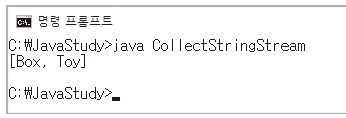 명령 프롬프트
C:\JavaStudy>java CollectStringStream
[Box, Toy]
C:\JavaStudy>